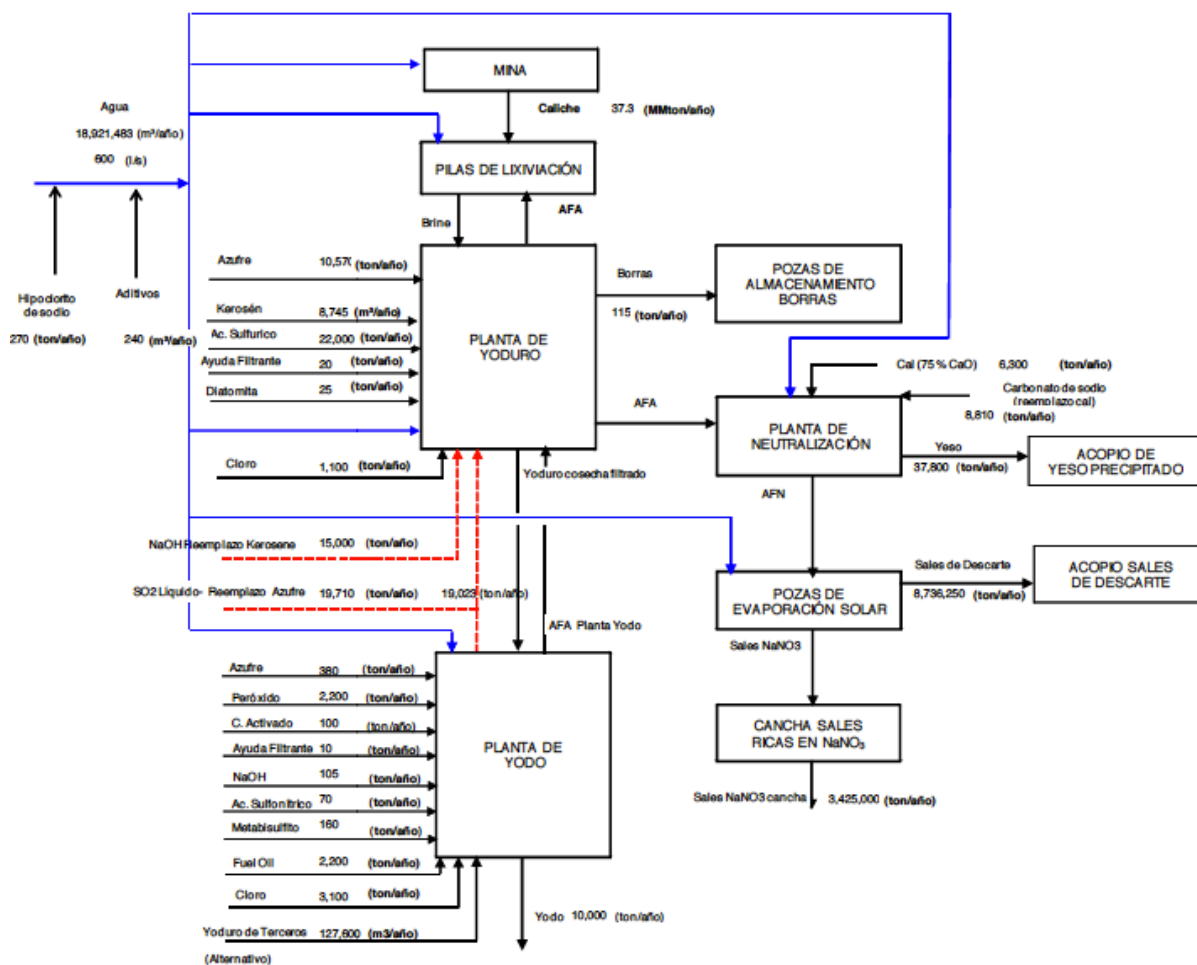 MINA
Agua
18,921,483 (m³/año)
600 (l/s)
Caliche 37.3 (MMton/año)
PILAS DE LIXIVIACIÓN
Brine
AFA
Hipoclorito
de sodio
270 (ton/año)
Aditivos
240 (m³/año)
Azufre 10,570 (ton/año)
Kerosén 8,745 (m³/año)
Ac. Sulfurico 22,000 (ton/año)
Ayuda Filtrante 20 (ton/año)
Diatomita 25 (ton/año)
Cloro 1,100 (ton/año)
PLANTA DE
YODURO
Borras
115 (ton/año)
POZAS DE
ALMACENAMIENTO
BORRAS
AFA
Cal (75% CaO) 6,300 (ton/año)
Carbonato de sodio
(reemplazo cal)
8,810 (ton/año)
PLANTA DE
NEUTRALIZACIÓN
Yeso
37,800 (ton/año)
ACOPIO DE
YESO PRECIPITADO
AFN
Yoduro cosecha filtrado
NaOH Reemplazo Kerosene 15,000 (ton/año)
SO2 Líquido- Reemplazo Azufre 19,710 (ton/año) 19,023 (ton/año)
AFA Planta Yodo
POZAS DE
EVAPORACIÓN SOLAR
Sales de Descarte
8,736,250 (ton/año)
ACOPIO SALES
DE DESCARTE
Sales NaNO3
CANCHA SALES
RICAS EN NaNO₃
Sales NaNO3 cancha 3,425,000 (ton/año)
Azufre 380 (ton/año)
Peróxido 2,200 (ton/año)
C. Activado 100 (ton/año)
Ayuda Filtrante 10 (ton/año)
NaOH 105 (ton/año)
Ac. Sulfonítrico 70 (ton/año)
Metabisulfito 160 (ton/año)
Fuel Oil 2,200 (ton/año)
Cloro 3,100 (ton/año)
Yoduro de Terceros 127,600 (m3/año)
(Alternativo)
PLANTA DE
YODO
Yodo 10,000 (ton/año)